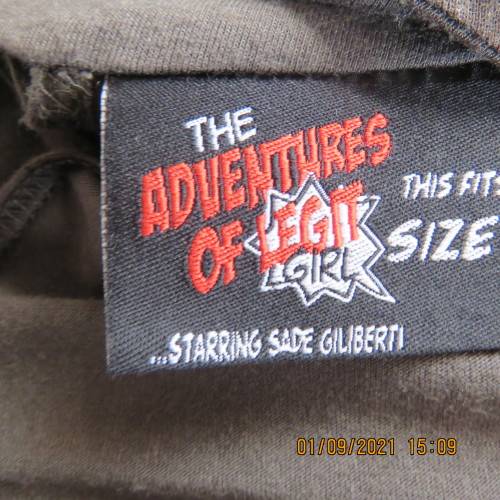 THE
ADVENTURES
OF LEGIT
GIRL
THIS FITS
SIZE
...STARRING SADE GILIBERTI
01/09/2021 15:09